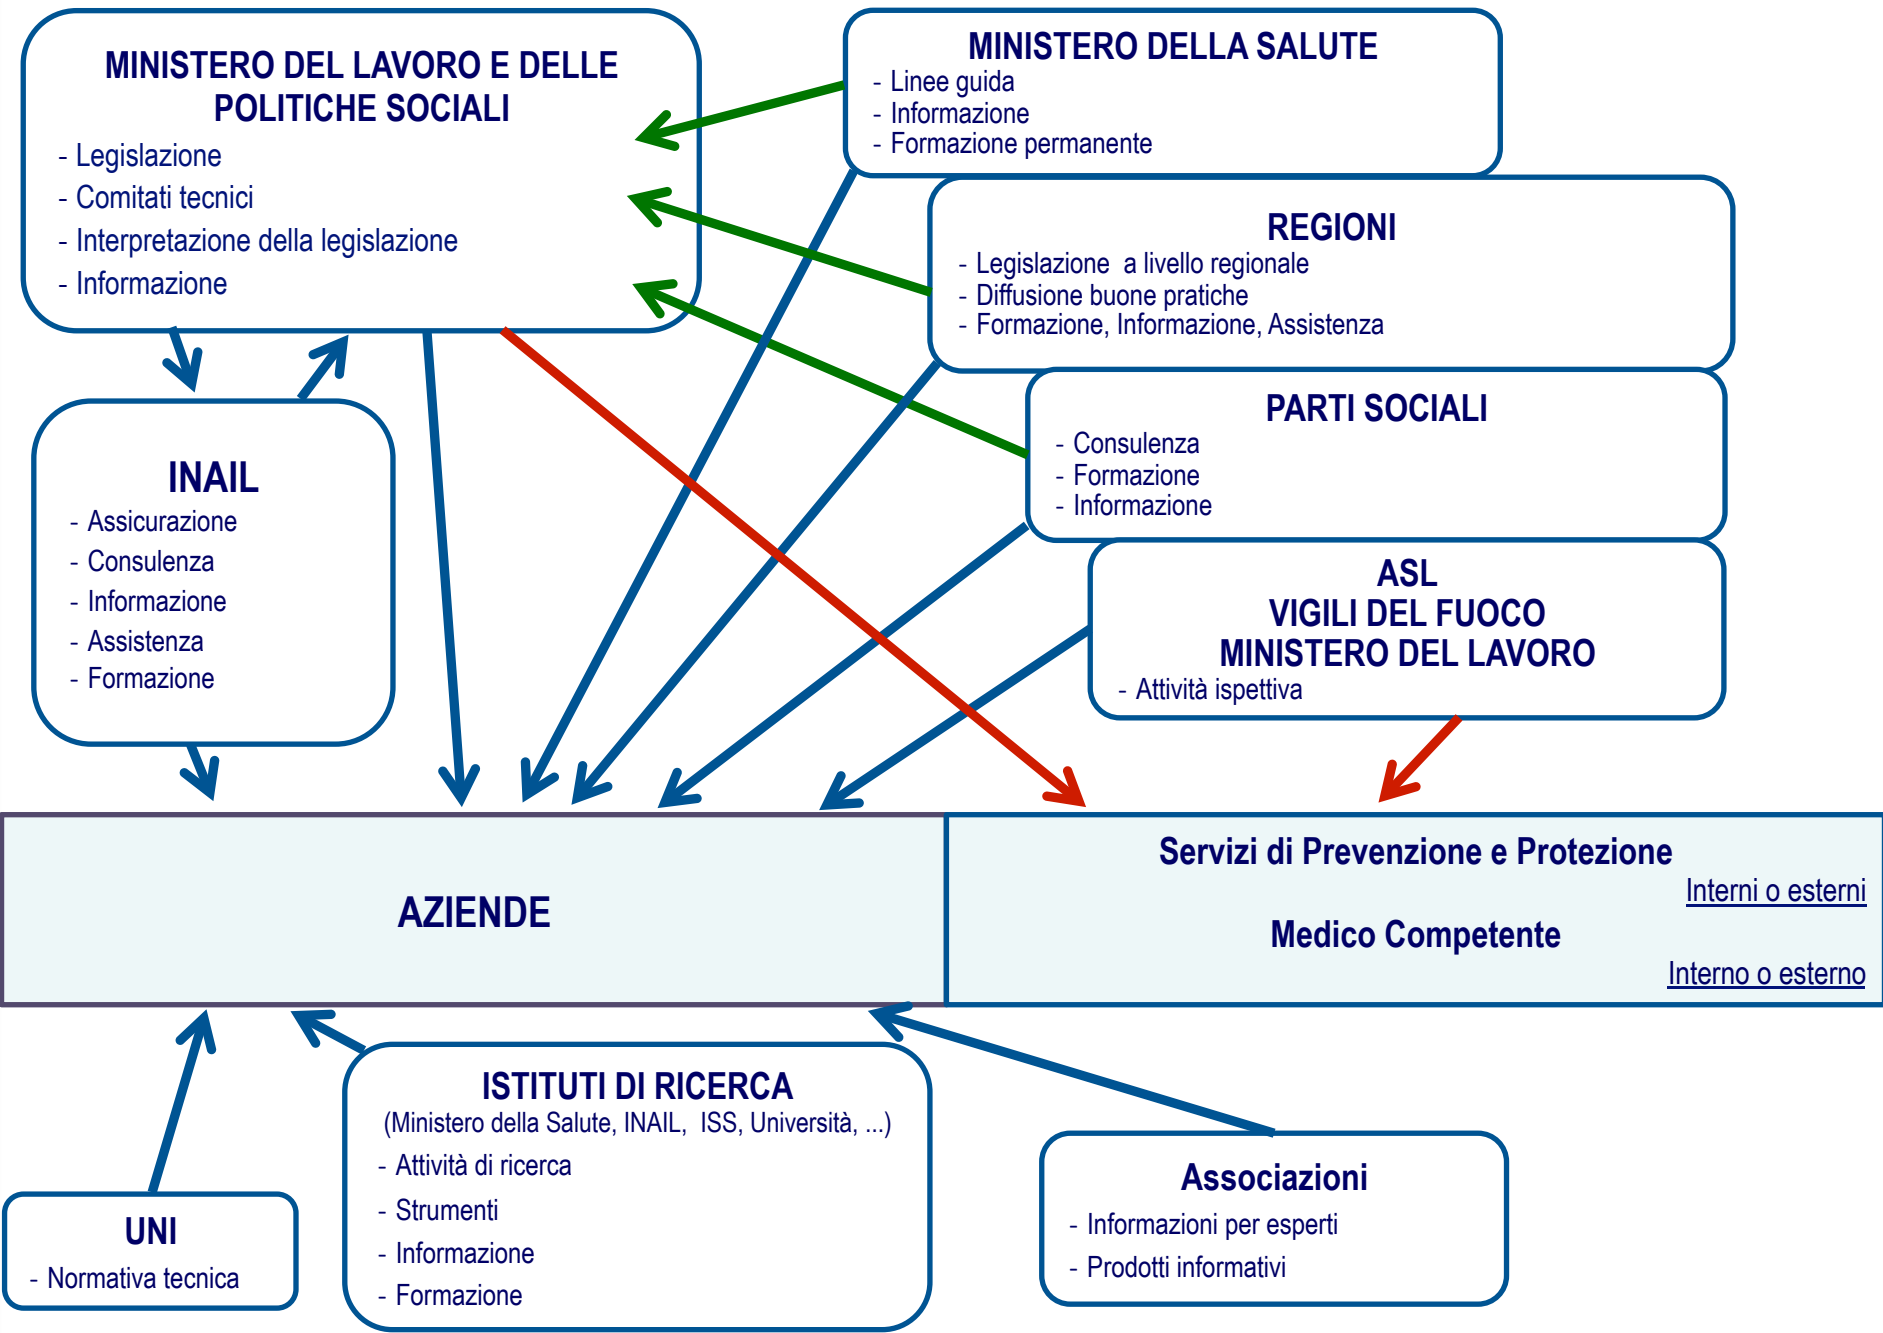 MINISTERO DEL LAVORO E DELLE
POLITICHE SOCIALI
- Legislazione
- Comitati tecnici
- Interpretazione della legislazione
- Informazione
MINISTERO DELLA SALUTE
- Linee guida
- Informazione
- Formazione permanente
REGIONI
- Legislazione a livello regionale
- Diffusione buone pratiche
- Formazione, Informazione, Assistenza
PARTI SOCIALI
- Consulenza
- Formazione
- Informazione
INAIL
- Assicurazione
- Consulenza
- Informazione
- Assistenza
- Formazione
ASL
VIGILI DEL FUOCO
MINISTERO DEL LAVORO
- Attività ispettiva
AZIENDE
Servizi di Prevenzione e Protezione
Interni o esterni
Medico Competente
Interno o esterno
UNI
- Normativa tecnica
ISTITUTI DI RICERCA
(Ministero della Salute, INAIL, ISS, Università, ...)
- Attività di ricerca
- Strumenti
- Informazione
- Formazione
Associazioni
- Informazioni per esperti
- Prodotti informativi